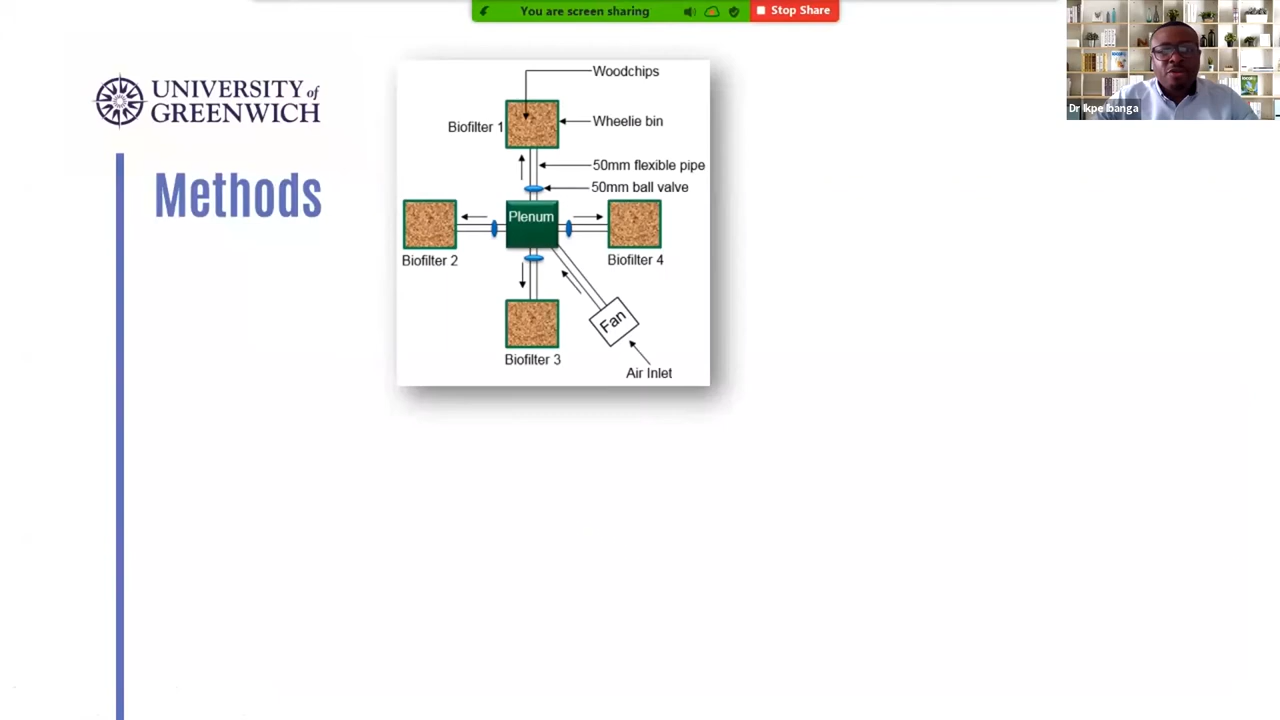 You are screen sharing
Stop Share
UNIVERSITY of
GREENWICH
Methods
Woodchips
Biofilter 1
Wheelie bin
50mm flexible pipe
50mm ball valve
Plenum
Biofilter 2
Biofilter 4
Fan
Biofilter 3
Air Inlet
Dr Ikpe Ibanga